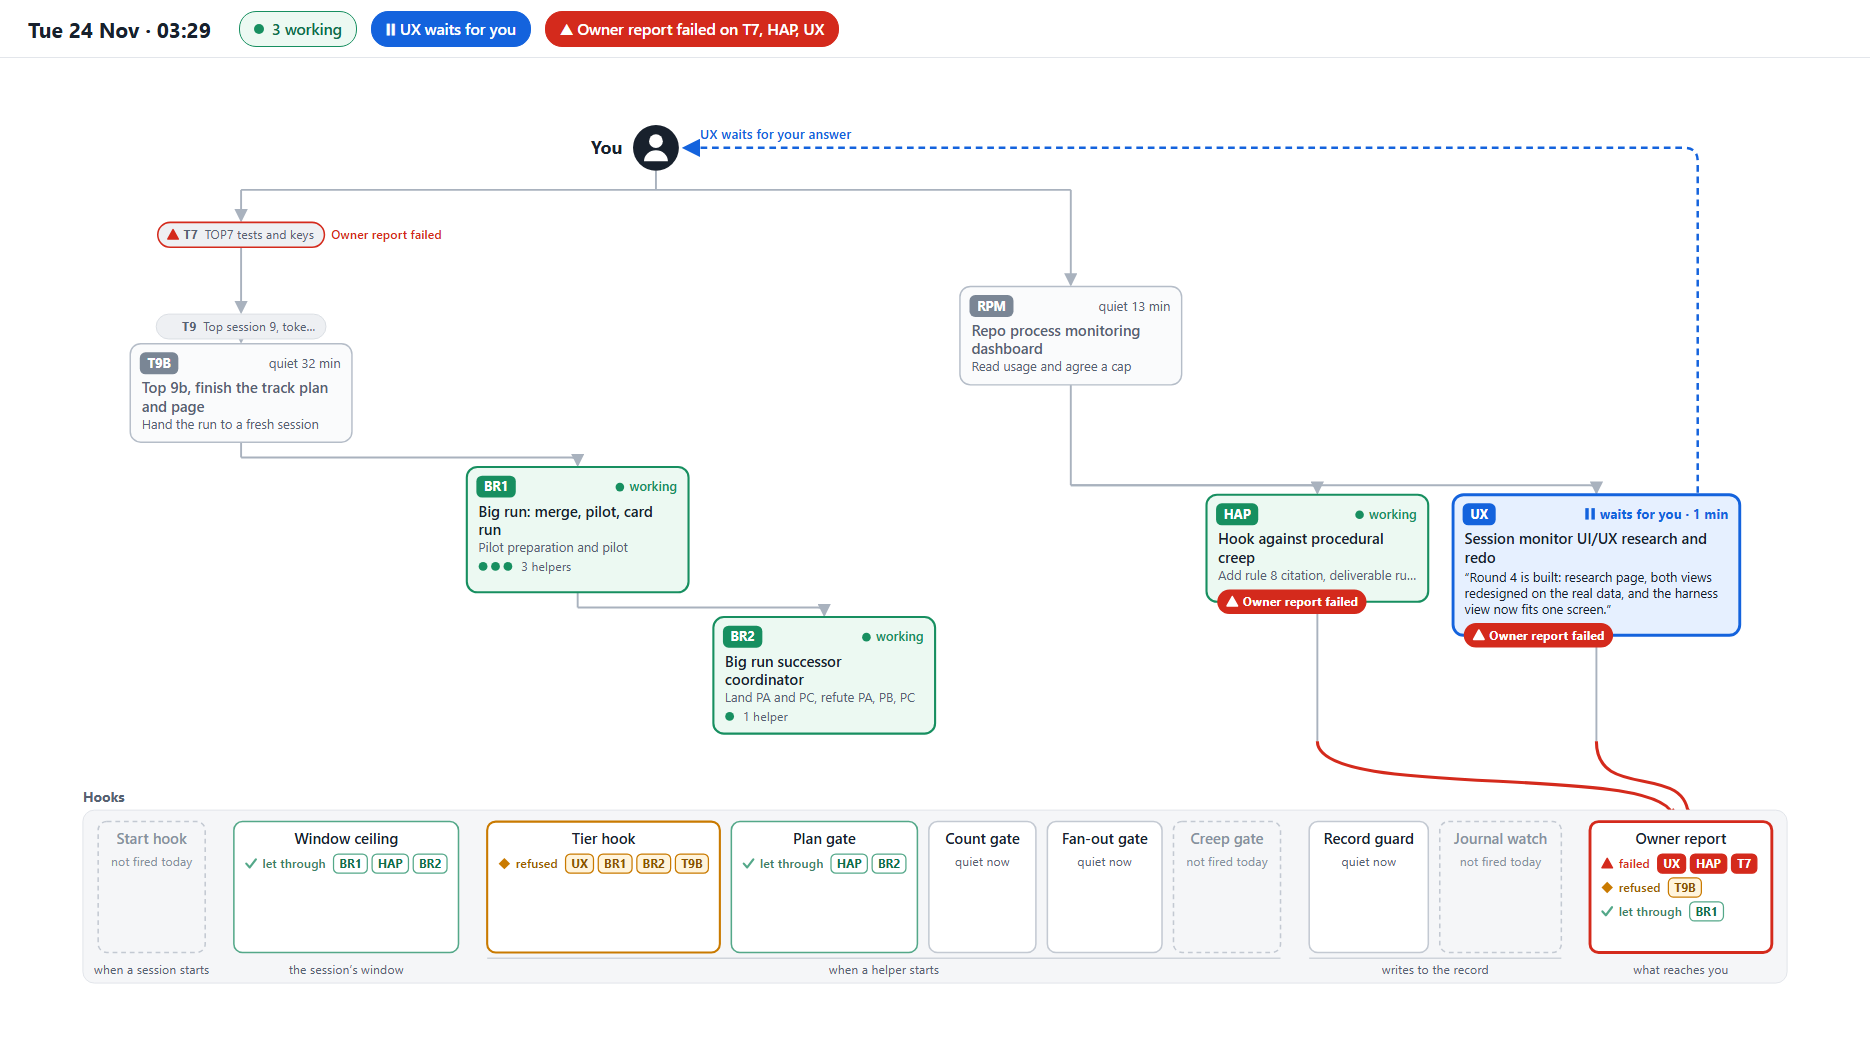 Tue 24 Nov · 03:29
3 working
UX waits for you
Owner report failed on T7, HAP, UX
UX waits for your answer
You
T7 TOP7 tests and keys
Owner report failed
T9 Top session 9, toke...
T9B quiet 32 min
Top 9b, finish the track plan
and page
Hand the run to a fresh session
RPM quiet 13 min
Repo process monitoring
dashboard
Read usage and agree a cap
BR1 working
Big run: merge, pilot, card
run
Pilot preparation and pilot
3 helpers
BR2 working
Big run successor
coordinator
Land PA and PC, refute PA, PB, PC
1 helper
HAP working
Hook against procedural
creep
Add rule 8 citation, deliverable ru...
Owner report failed
UX waits for you · 1 min
Session monitor UI/UX research and
redo
“Round 4 is built: research page, both views
redesigned on the real data, and the harness
view now fits one screen.”
Owner report failed
Hooks
Start hook
not fired today
Window ceiling
let through BR1 HAP BR2
Tier hook
refused UX BR1 BR2 T9B
Plan gate
let through HAP BR2
Count gate
quiet now
Fan-out gate
quiet now
Creep gate
not fired today
Record guard
quiet now
Journal watch
not fired today
Owner report
failed UX HAP T7
refused T9B
let through BR1
when a session starts
the session's window
when a helper starts
writes to the record
what reaches you